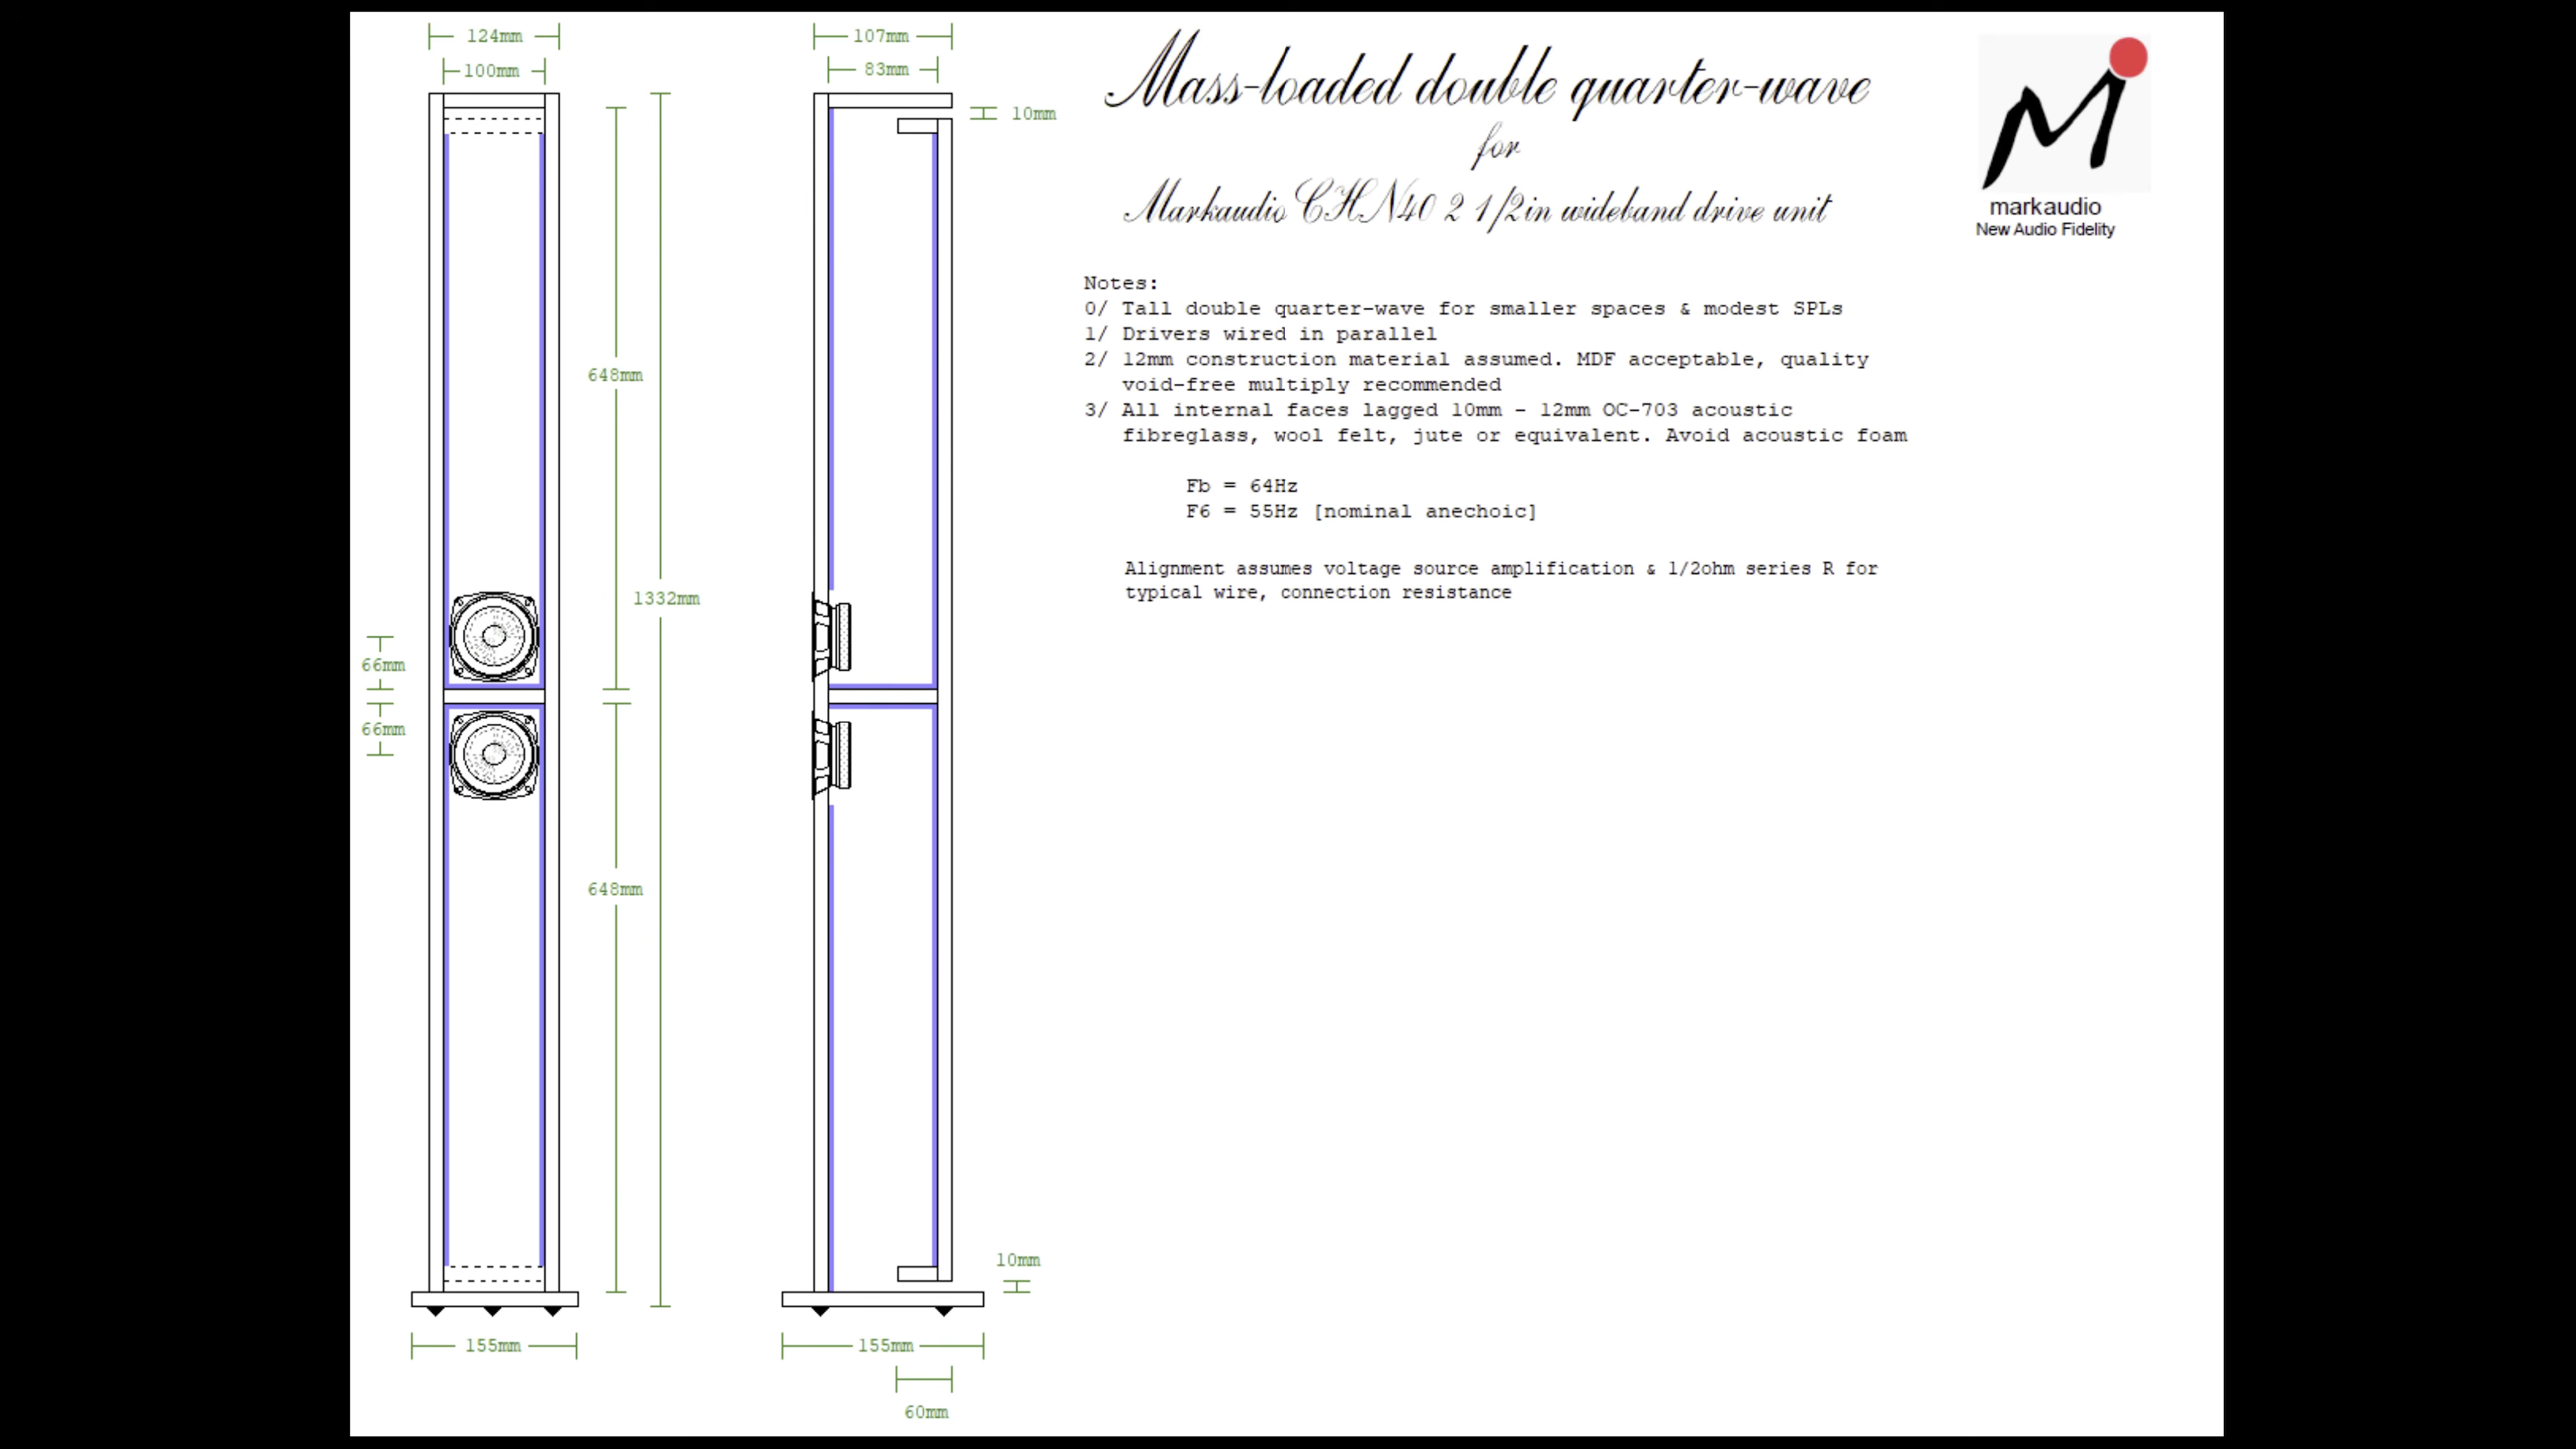 124mm
100mm
107mm
83mm
10mm
Mass-loaded double quarter-wave
for
Markaudio CHN40 2 1/2in wideband drive unit
markaudio
New Audio Fidelity
Notes:
0/ Tall double quarter-wave for smaller spaces & modest SPLs
1/ Drivers wired in parallel
2/ 12mm construction material assumed. MDF acceptable, quality
void-free multiply recommended
3/ All internal faces lagged 10mm - 12mm OC-703 acoustic
fibreglass, wool felt, jute or equivalent. Avoid acoustic foam
Fb = 64Hz
F6 = 55Hz [nominal anechoic]
Alignment assumes voltage source amplification & 1/2ohm series R for
typical wire, connection resistance
648mm
1332mm
66mm
66mm
648mm
10mm
155mm
155mm
60mm